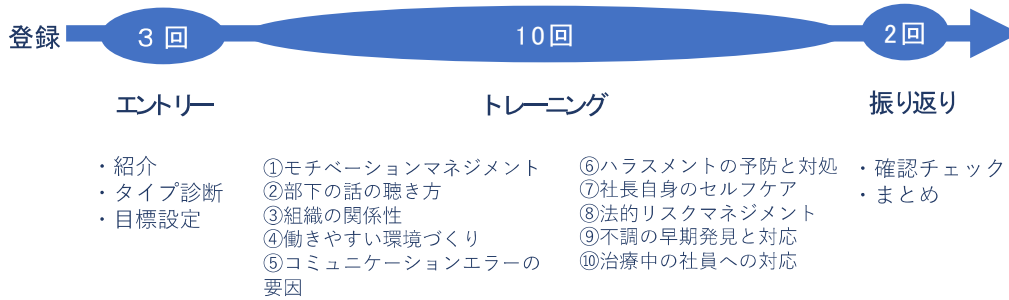 登録
３回
10回
2回
エントリー
トレーニング
振り返り
・紹介
・タイプ診断
・目標設定
①モチベーションマネジメント
②部下の話の聴き方
③組織の関係性
④働きやすい環境づくり
⑤コミュニケーションエラーの
要因
⑥ハラスメントの予防と対処
⑦社長自身のセルフケア
⑧法的リスクマネジメント
⑨不調の早期発見と対応
⑩治療中の社員への対応
・確認チェック
・まとめ